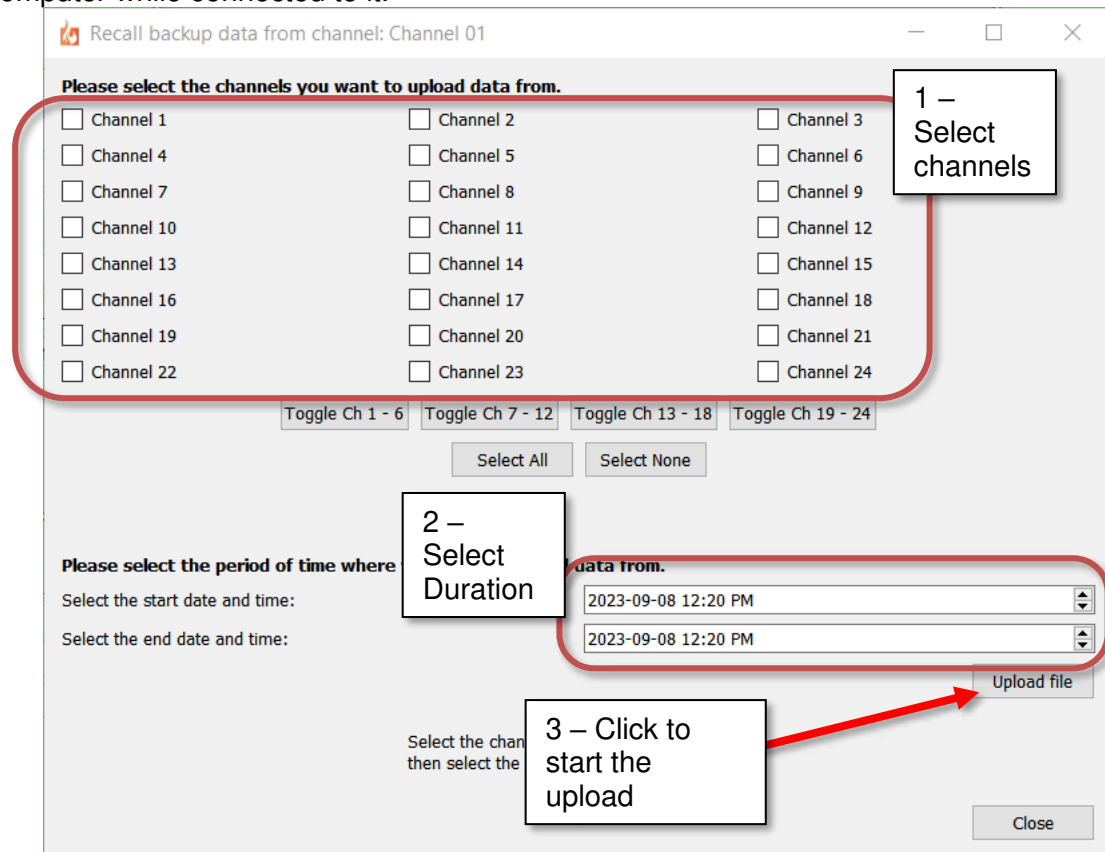 computer while connected to it.
Recall backup data from channel: Channel 01
Please select the channels you want to upload data from.
1 –
Select
channels
Channel 1 Channel 2 Channel 3
Channel 4 Channel 5 Channel 6
Channel 7 Channel 8 Channel 9
Channel 10 Channel 11 Channel 12
Channel 13 Channel 14 Channel 15
Channel 16 Channel 17 Channel 18
Channel 19 Channel 20 Channel 21
Channel 22 Channel 23 Channel 24
Toggle Ch 1 - 6 Toggle Ch 7 - 12 Toggle Ch 13 - 18 Toggle Ch 19 - 24
Select All Select None
2 –
Select
Duration
Please select the period of time where data from.
Select the start date and time: 2023-09-08 12:20 PM
Select the end date and time: 2023-09-08 12:20 PM
Upload file
3 – Click to
start the
upload
Select the
then select the
Close